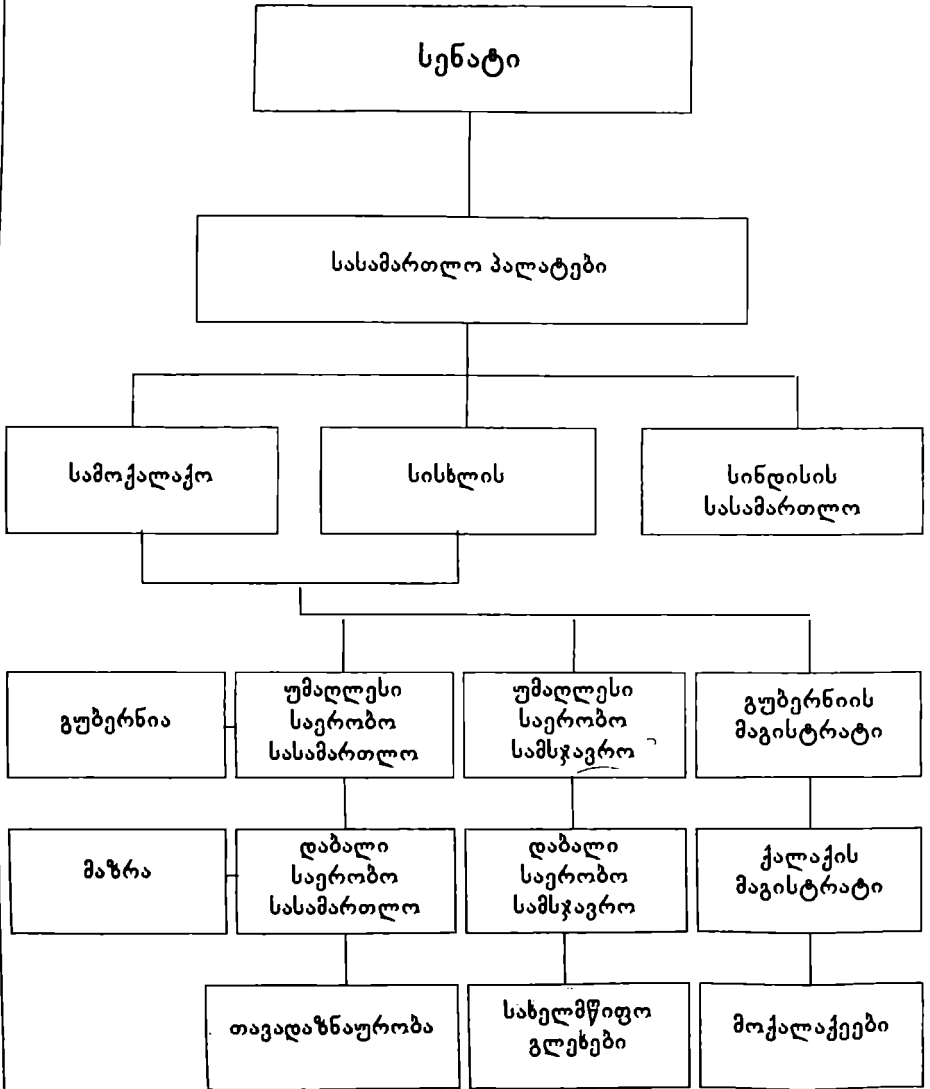 სენატი
სასამართლო პალატები
სამოქალაქო
სისხლის
სინდისის
სასამართლო
გუბერნია
უმაღლესი
საერობო
სასამართლო
უმაღლესი
საერობო
სამსჯავრო
გუბერნიის
მაგისტრატი
მაზრა
დაბალი
საერობო
სასამართლო
დაბალი
საერობო
სამსჯავრო
ქალაქის
მაგისტრატი
თავადაზნაურობა
სახელმწიფო
გლეხები
მოქალაქეები